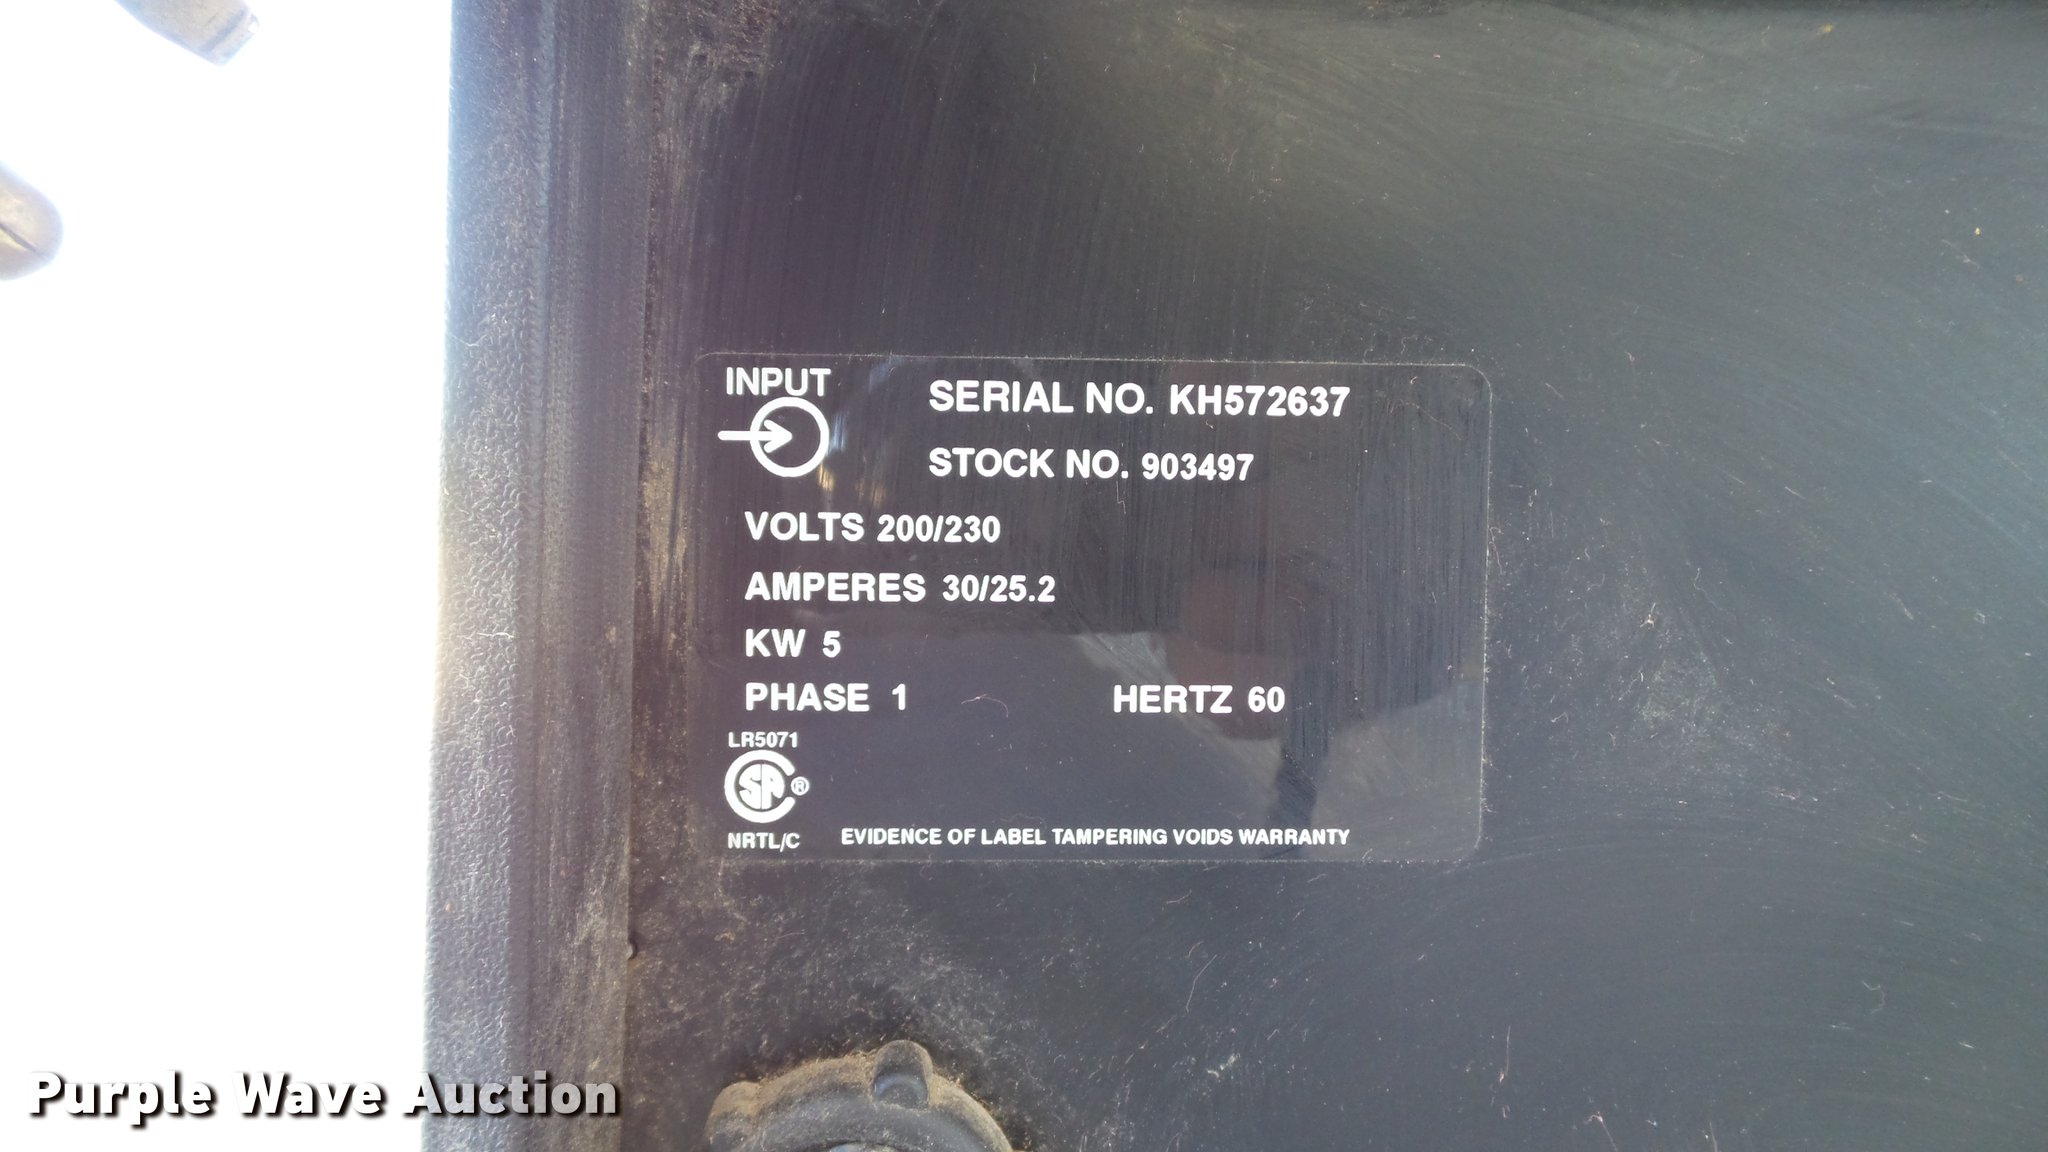 INPUT
SERIAL NO. KH572637
STOCK NO. 903497
VOLTS 200/230
AMPERES 30/25.2
KW 5
PHASE 1 HERTZ 60
LR5071
SA ®
NRTL/C
EVIDENCE OF LABEL TAMPERING VOIDS WARRANTY
Purple Wave Auction